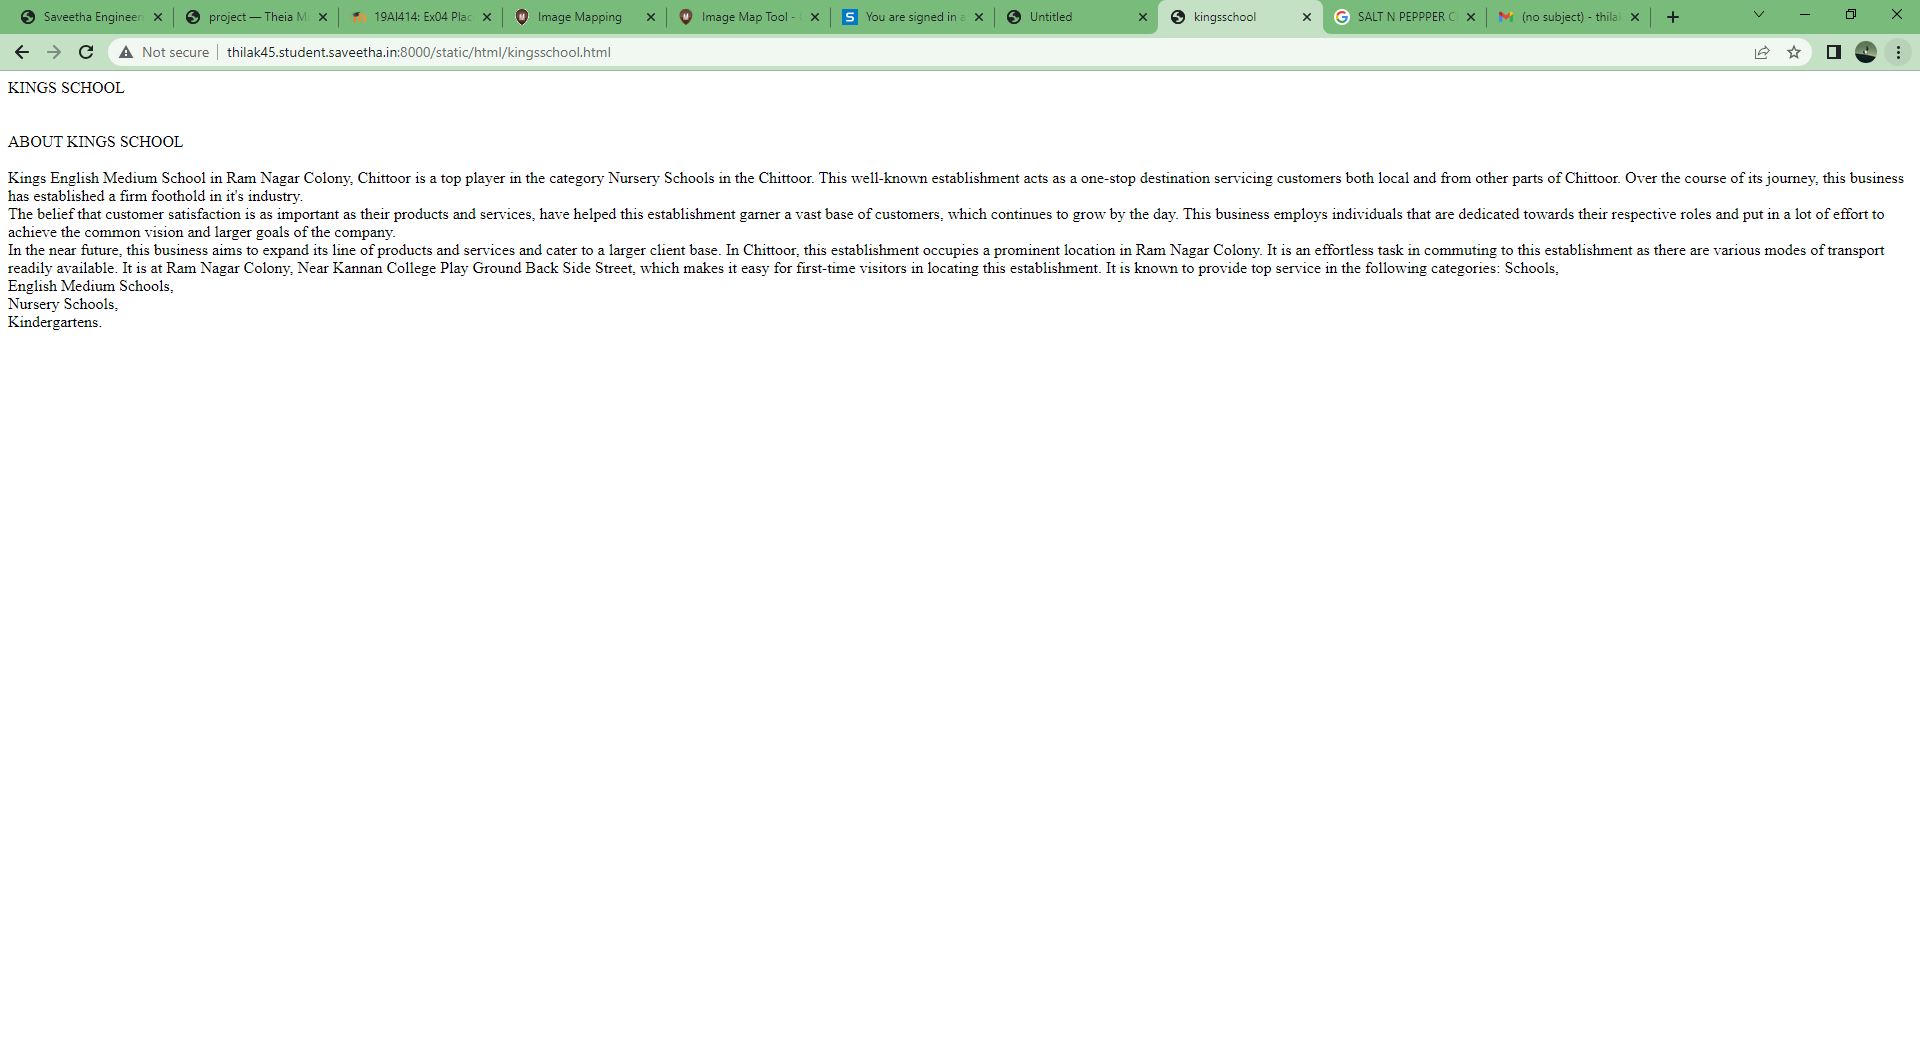 Saveetha Engineer
project — Theia Mi
19AI414: Ex04 Plac
Image Mapping
Image Map Tool -
You are signed in a
Untitled
kingsschool
SALT N PEPPPER C
(no subject) - thila
Not secure
thilak45.student.saveetha.in:8000/static/html/kingsschool.html
KINGS SCHOOL
ABOUT KINGS SCHOOL
Kings English Medium School in Ram Nagar Colony, Chittoor is a top player in the category Nursery Schools in the Chittoor. This well-known establishment acts as a one-stop destination servicing customers both local and from other parts of Chittoor. Over the course of its journey, this business
has established a firm foothold in it's industry.
The belief that customer satisfaction is as important as their products and services, have helped this establishment garner a vast base of customers, which continues to grow by the day. This business employs individuals that are dedicated towards their respective roles and put in a lot of effort to
achieve the common vision and larger goals of the company.
In the near future, this business aims to expand its line of products and services and cater to a larger client base. In Chittoor, this establishment occupies a prominent location in Ram Nagar Colony. It is an effortless task in commuting to this establishment as there are various modes of transport
readily available. It is at Ram Nagar Colony, Near Kannan College Play Ground Back Side Street, which makes it easy for first-time visitors in locating this establishment. It is known to provide top service in the following categories: Schools,
English Medium Schools,
Nursery Schools,
Kindergartens.